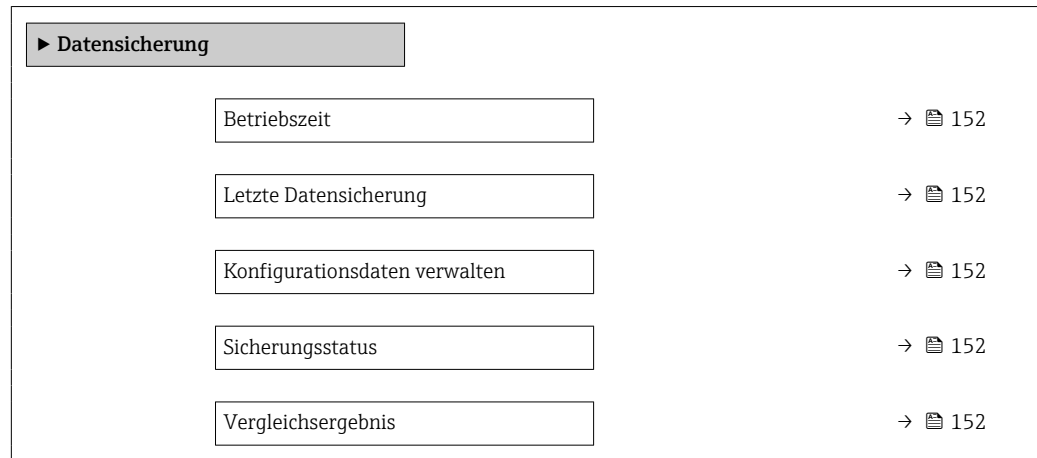 ▶ Datensicherung
Betriebszeit → 152
Letzte Datensicherung → 152
Konfigurationsdaten verwalten → 152
Sicherungsstatus → 152
Vergleichsergebnis → 152